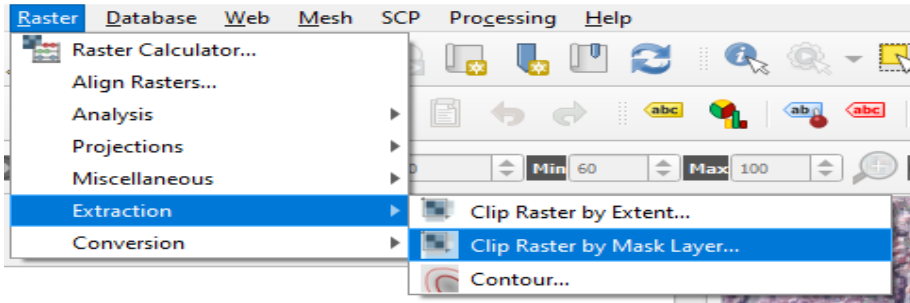 Raster Database Web Mesh SCP Processing Help
Raster Calculator...
Align Rasters...
Analysis
Projections
Miscellaneous
Extraction
Conversion
abc abc abc
0 Min 60 Max 100
Clip Raster by Extent...
Clip Raster by Mask Layer...
Contour...